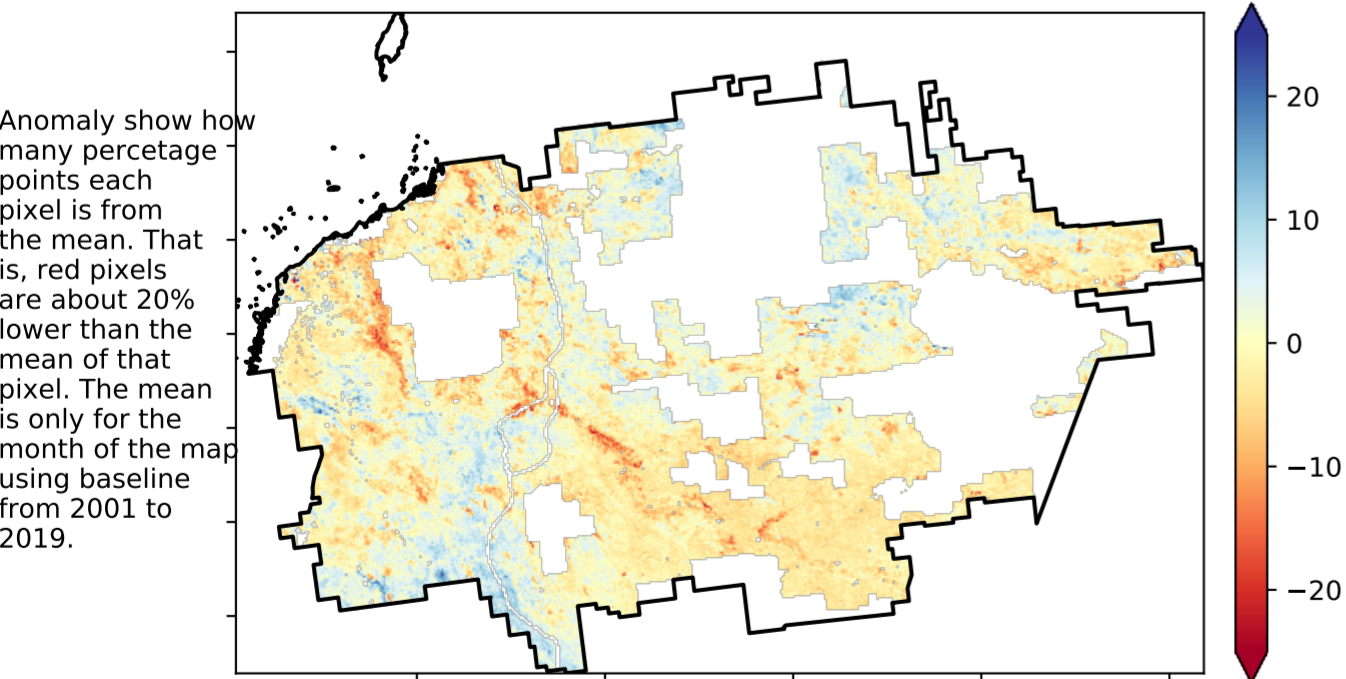 Anomaly show how
many percetage
points each
pixel is from
the mean. That
is, red pixels
are about 20%
lower than the
mean of that
pixel. The mean
is only for the
month of the map
using baseline
from 2001 to
2019.
20
10
0
−10
−20